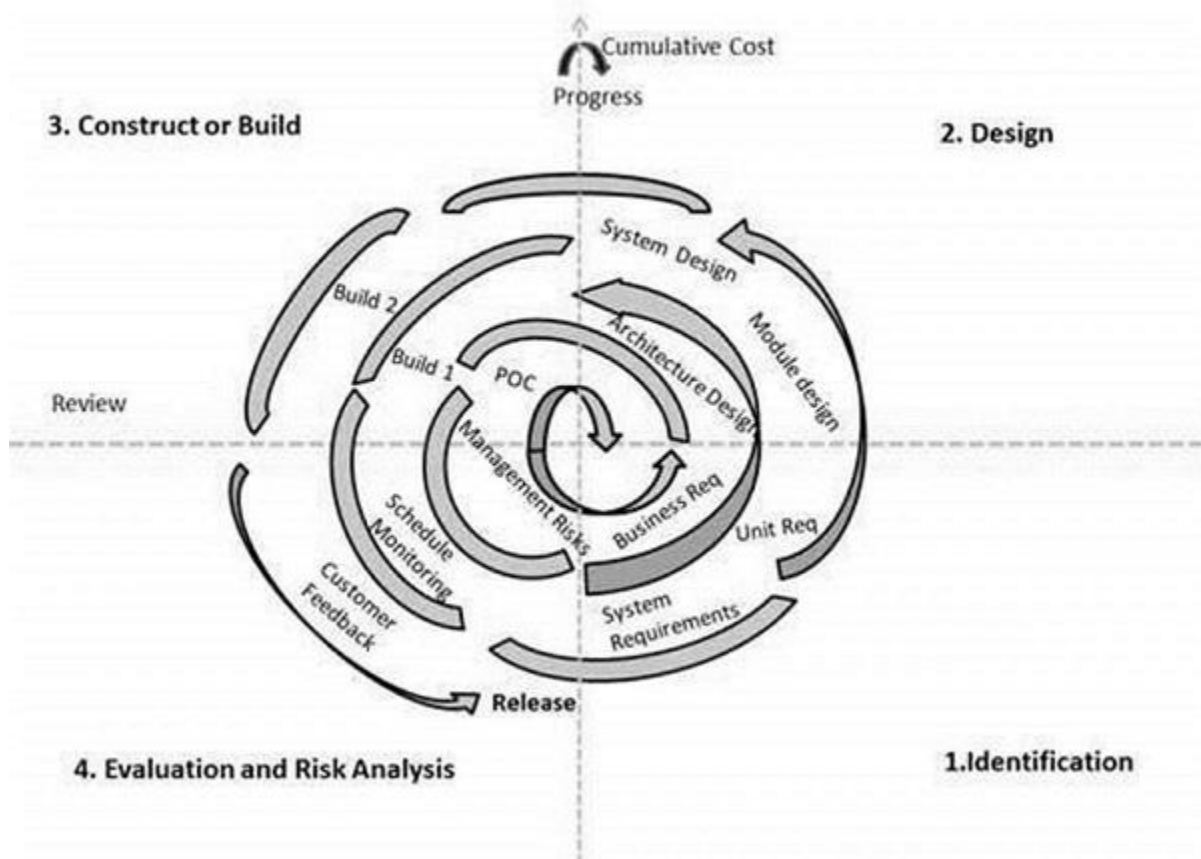 Cumulative Cost
Progress
3. Construct or Build
2. Design
System Design
Build 2
Module design
Architecture Design
Build 1
POC
Review
Management Risks
Business Req
Unit Req
Schedule
Monitoring
System
Requirements
Customer
Feedback
Release
4. Evaluation and Risk Analysis
1.Identification